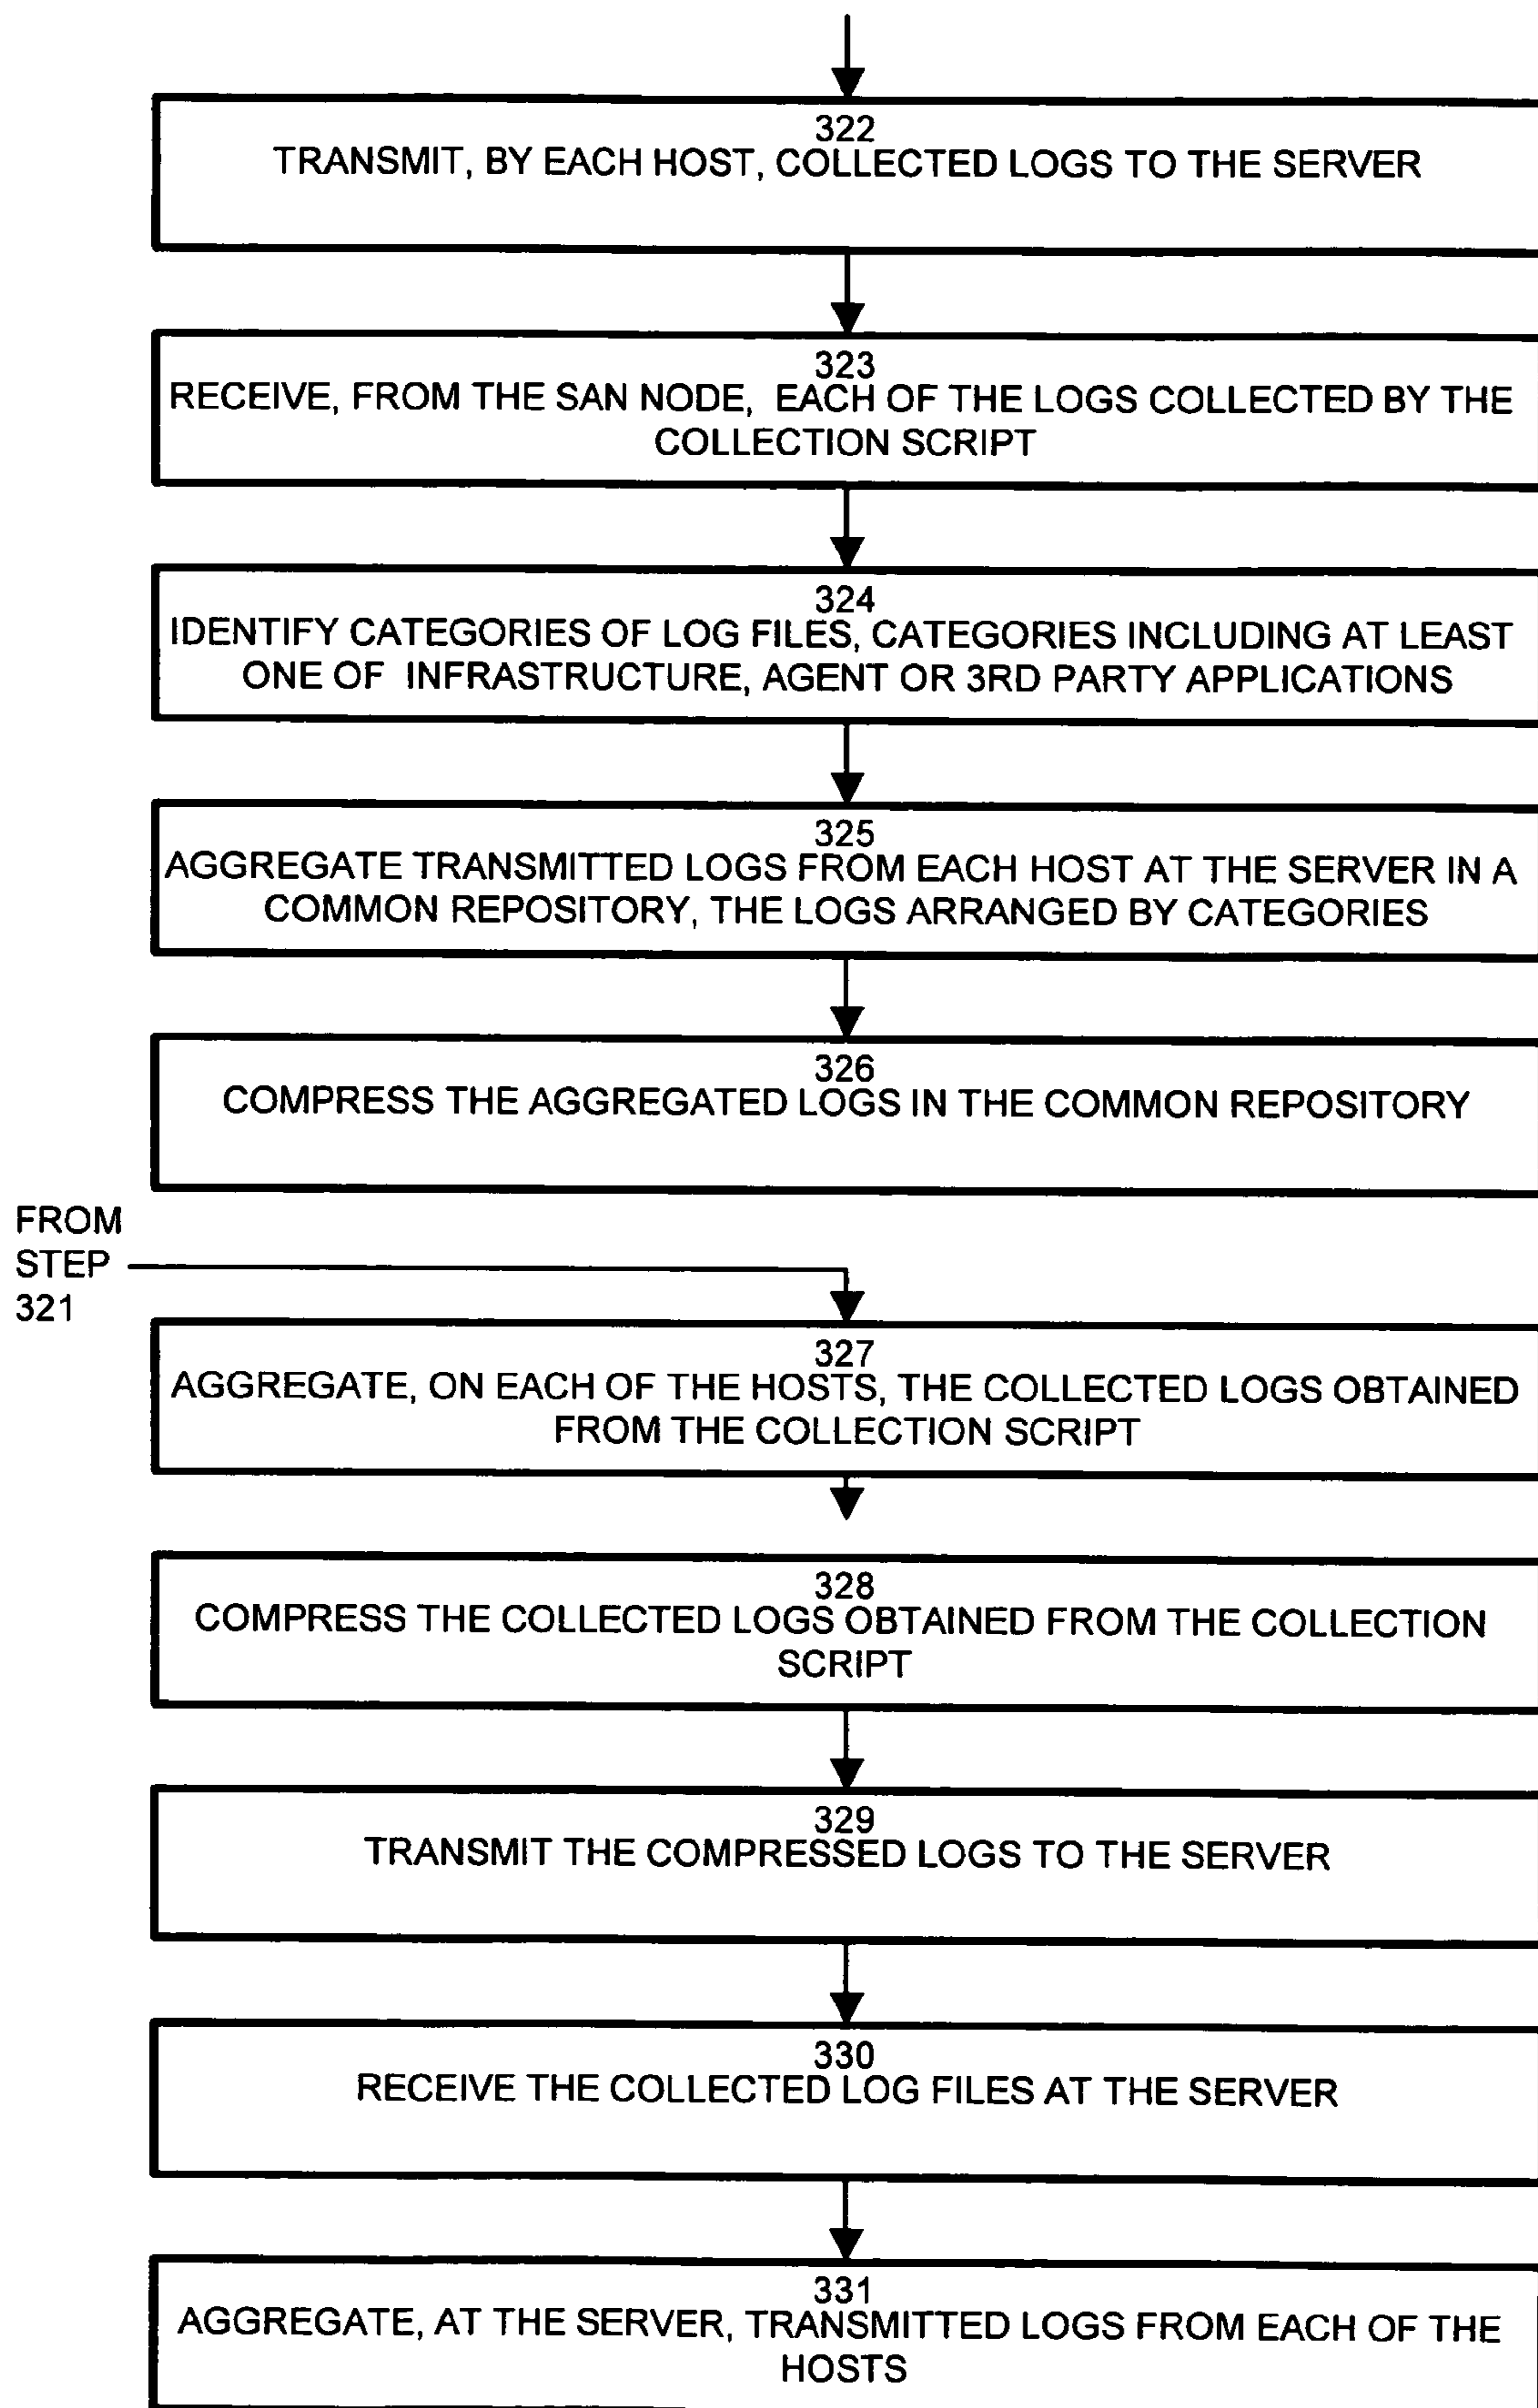 322
TRANSMIT, BY EACH HOST, COLLECTED LOGS TO THE SERVER
323
RECEIVE, FROM THE SAN NODE, EACH OF THE LOGS COLLECTED BY THE
COLLECTION SCRIPT
324
IDENTIFY CATEGORIES OF LOG FILES, CATEGORIES INCLUDING AT LEAST
ONE OF INFRASTRUCTURE, AGENT OR 3RD PARTY APPLICATIONS
325
AGGREGATE TRANSMITTED LOGS FROM EACH HOST AT THE SERVER IN A
COMMON REPOSITORY, THE LOGS ARRANGED BY CATEGORIES
326
COMPRESS THE AGGREGATED LOGS IN THE COMMON REPOSITORY
FROM
STEP
321
327
AGGREGATE, ON EACH OF THE HOSTS, THE COLLECTED LOGS OBTAINED
FROM THE COLLECTION SCRIPT
328
COMPRESS THE COLLECTED LOGS OBTAINED FROM THE COLLECTION
SCRIPT
329
TRANSMIT THE COMPRESSED LOGS TO THE SERVER
330
RECEIVE THE COLLECTED LOG FILES AT THE SERVER
331
AGGREGATE, AT THE SERVER, TRANSMITTED LOGS FROM EACH OF THE
HOSTS